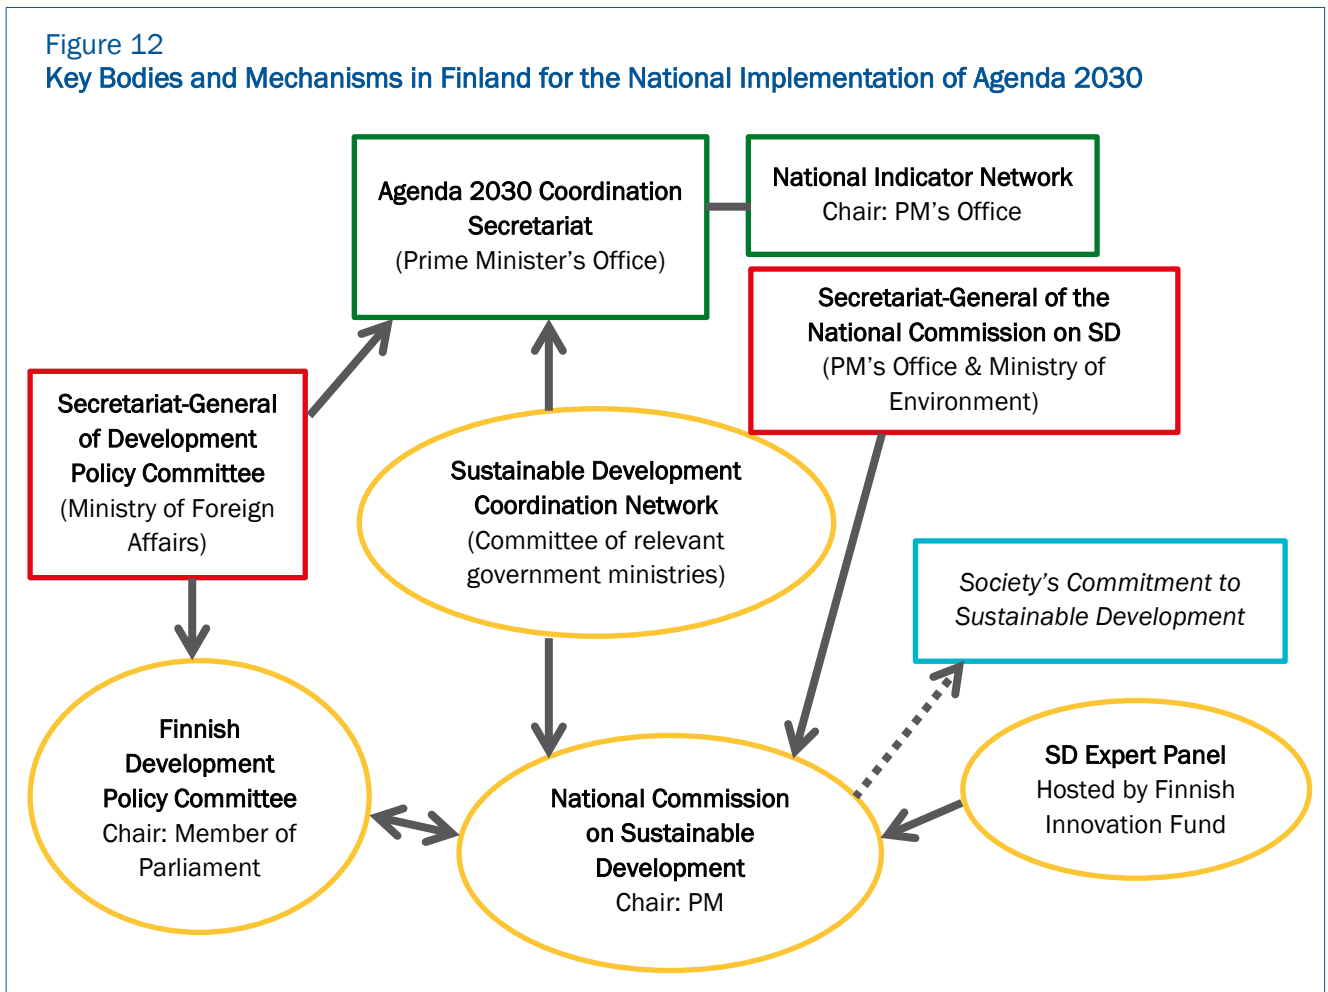 Figure 12
Key Bodies and Mechanisms in Finland for the National Implementation of Agenda 2030
Agenda 2030 Coordination
Secretariat
(Prime Minister's Office)
National Indicator Network
Chair: PM's Office
Secretariat-General of the
National Commission on SD
(PM's Office & Ministry of
Environment)
Secretariat-General
of Development
Policy Committee
(Ministry of Foreign
Affairs)
Sustainable Development
Coordination Network
(Committee of relevant
government ministries)
Society's Commitment to
Sustainable Development
Finnish
Development
Policy Committee
Chair: Member of
Parliament
National Commission
on Sustainable
Development
Chair: PM
SD Expert Panel
Hosted by Finnish
Innovation Fund